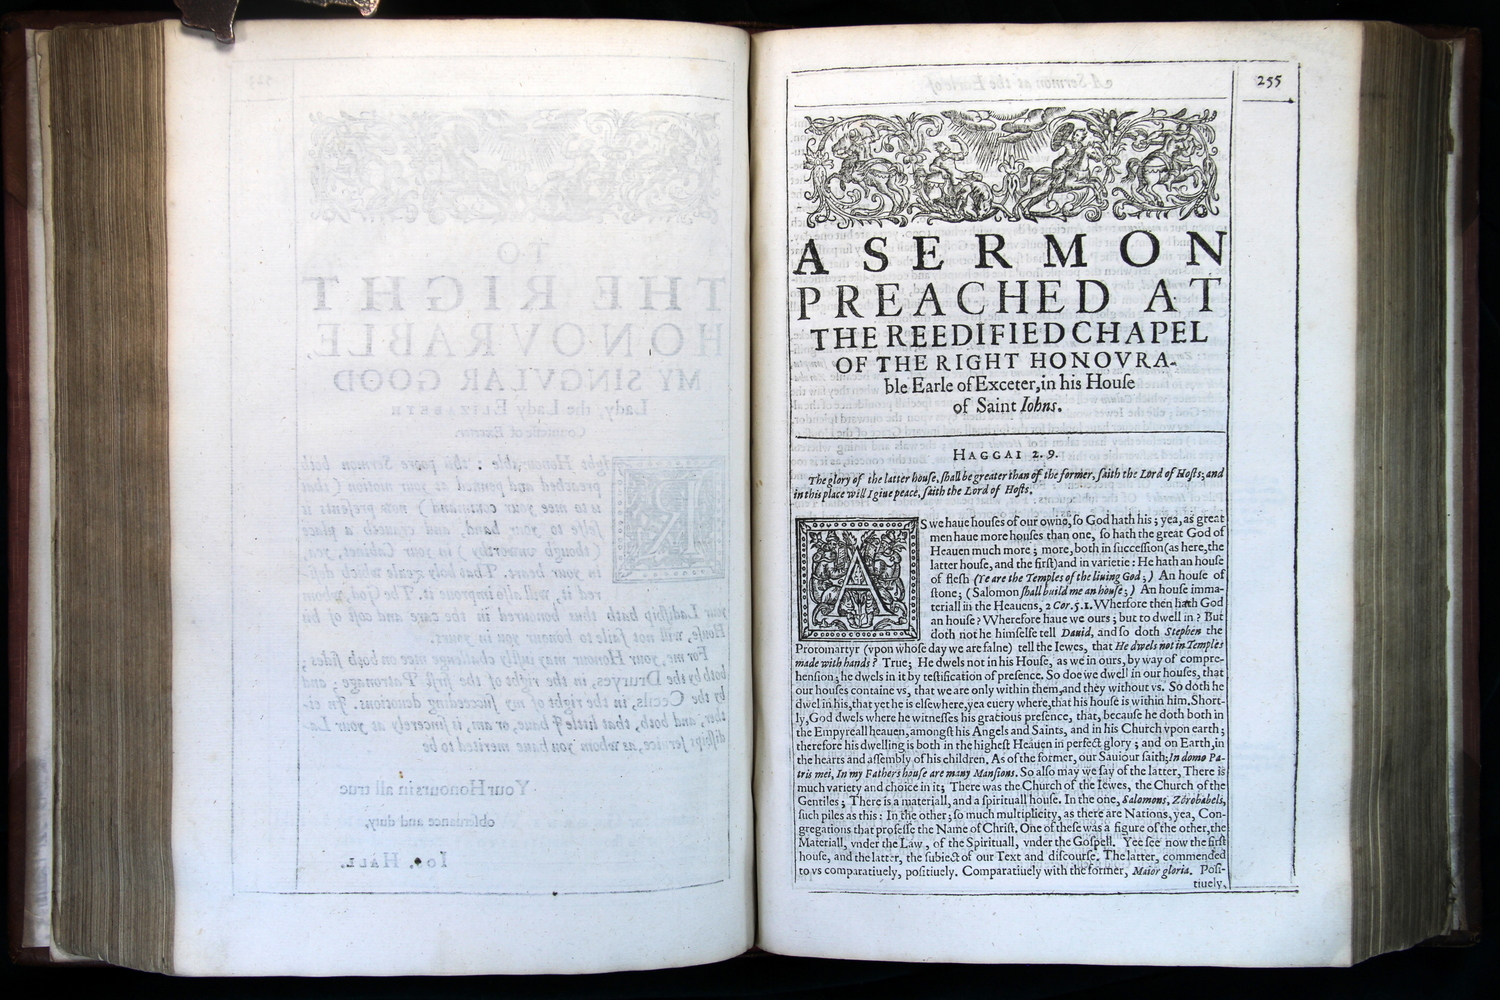 255
A SERMON
PREACHED AT
THE REEDIFIED CHAPEL
OF THE RIGHT HONOVRA-
ble Earle of Exceter, in his Houſe
of Saint Iohns.
HAGGAI 2.9.
The glory of the latter houſe, ſhall be greater than of the former, ſaith the Lord of Hoſts; and
in this place will I giue peace, ſaith the Lord of Hoſts.
AS we haue houſes of our owne, ſo God hath his; yea, as great
men haue more houſes than one, ſo hath the great God of
Heauen much more; more, both in ſucceſſion (as here, the
latter houſe, and the firſt) and in varietie: He hath an houſe
of fleſh (Ye are the Temples of the liuing God;) An houſe of
ſtone; (Salomon ſhall build me an houſe;) An houſe imma-
teriall in the Heauens, 2 Cor. 5. 1. Wherfore then hath God
an houſe? Wherefore haue we ours; but to dwell in? But
doth not he himſelfe tell Dauid, and ſo doth Stephen the
Protomartyr (vpon whoſe day we are falne) tell the Iewes, that He dwels not in Temples
made with hands? True; He dwels not in his Houſe, as we in ours, by way of compre-
henſion; he dwels in it by teſtification of preſence. So doe we dwell in our houſes, that
our houſes containe vs, that we are only within them, and they without vs. So doth he
dwel in his, that yet he is elſewhere, yea euery where, that his houſe is within him. Short-
ly, God dwels where he witneſſes his gracious preſence, that, becauſe he doth both in
the Empyreall heauen, amongſt his Angels and Saints, and in his Church vpon earth;
therefore his dwelling is both in the higheſt Heauen in perfect glory; and on Earth, in
the hearts and aſſembly of his children. As of the former, our Sauiour ſaith; In domo Pa-
tris mei, In my Fathers houſe are many Manſions. So alſo may we ſay of the latter, There is
much variety and choice in it; There was the Church of the Iewes, the Church of the
Gentiles; There is a materiall, and a ſpirituall houſe. In the one, Salomons, Zorobabels,
ſuch piles as this: In the other; ſo much multiplicity, as there are Nations, yea, Con-
gregations that profeſſe the Name of Chriſt. One of theſe was a figure of the other, the
Materiall, vnder the Law, of the Spirituall, vnder the Goſpell. Yee ſee now the firſt
houſe, and the latter, the ſubiect of our Text and diſcourſe. The latter, commended
to vs comparatiuely, poſitiuely. Comparatiuely with the former, Maior gloria. Poſi-
tiuely,